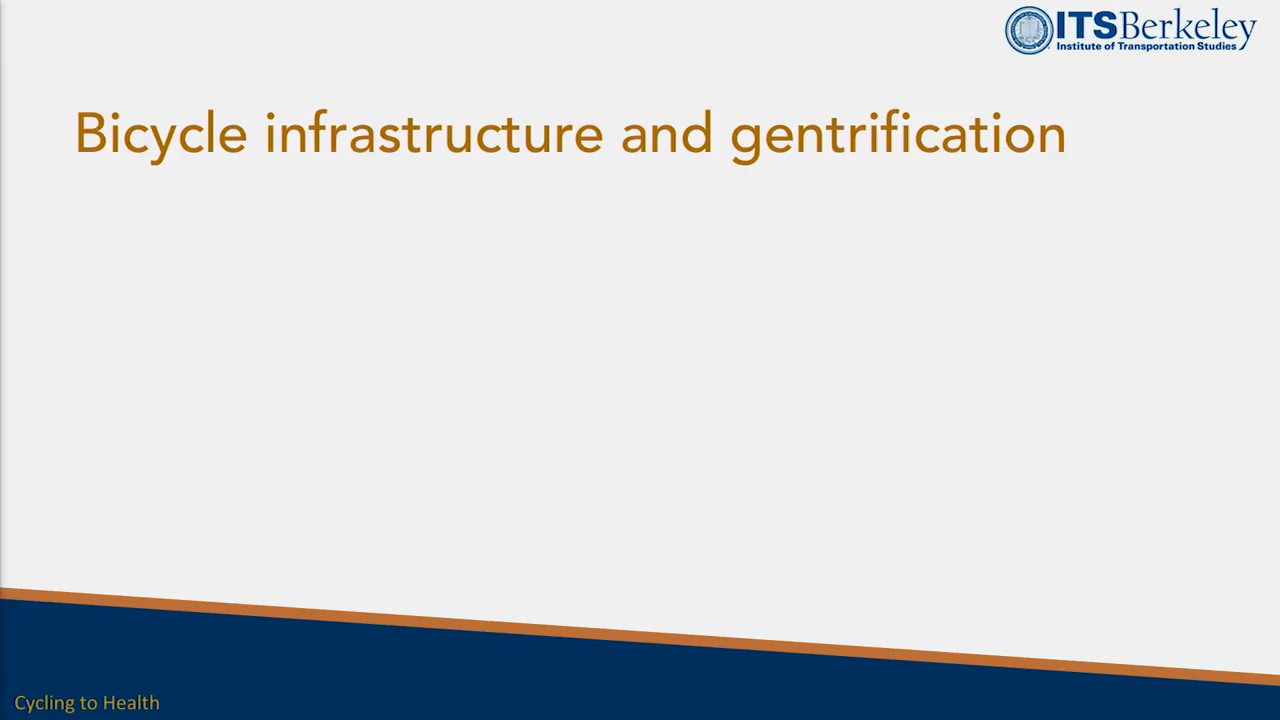 ITSBerkeley
Institute of Transportation Studies
Bicycle infrastructure and gentrification
Cycling to Health